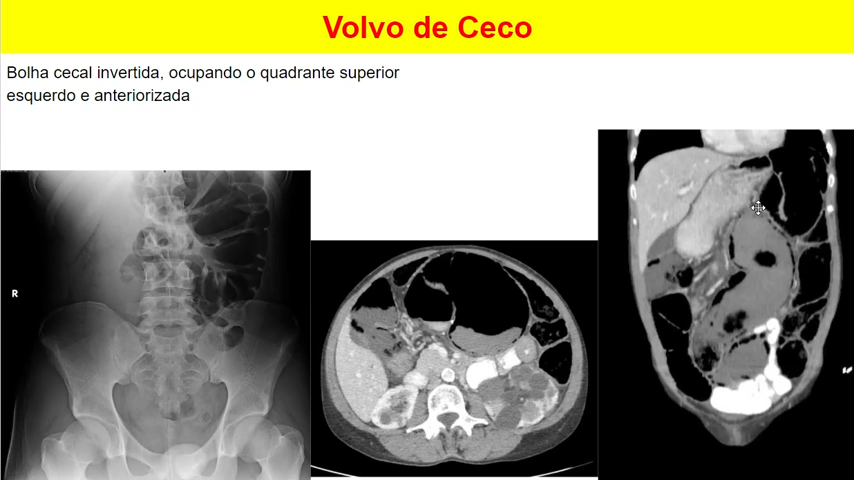 Volvo de Ceco
Bolha cecal invertida, ocupando o quadrante superior
esquerdo e anteriorizada
R